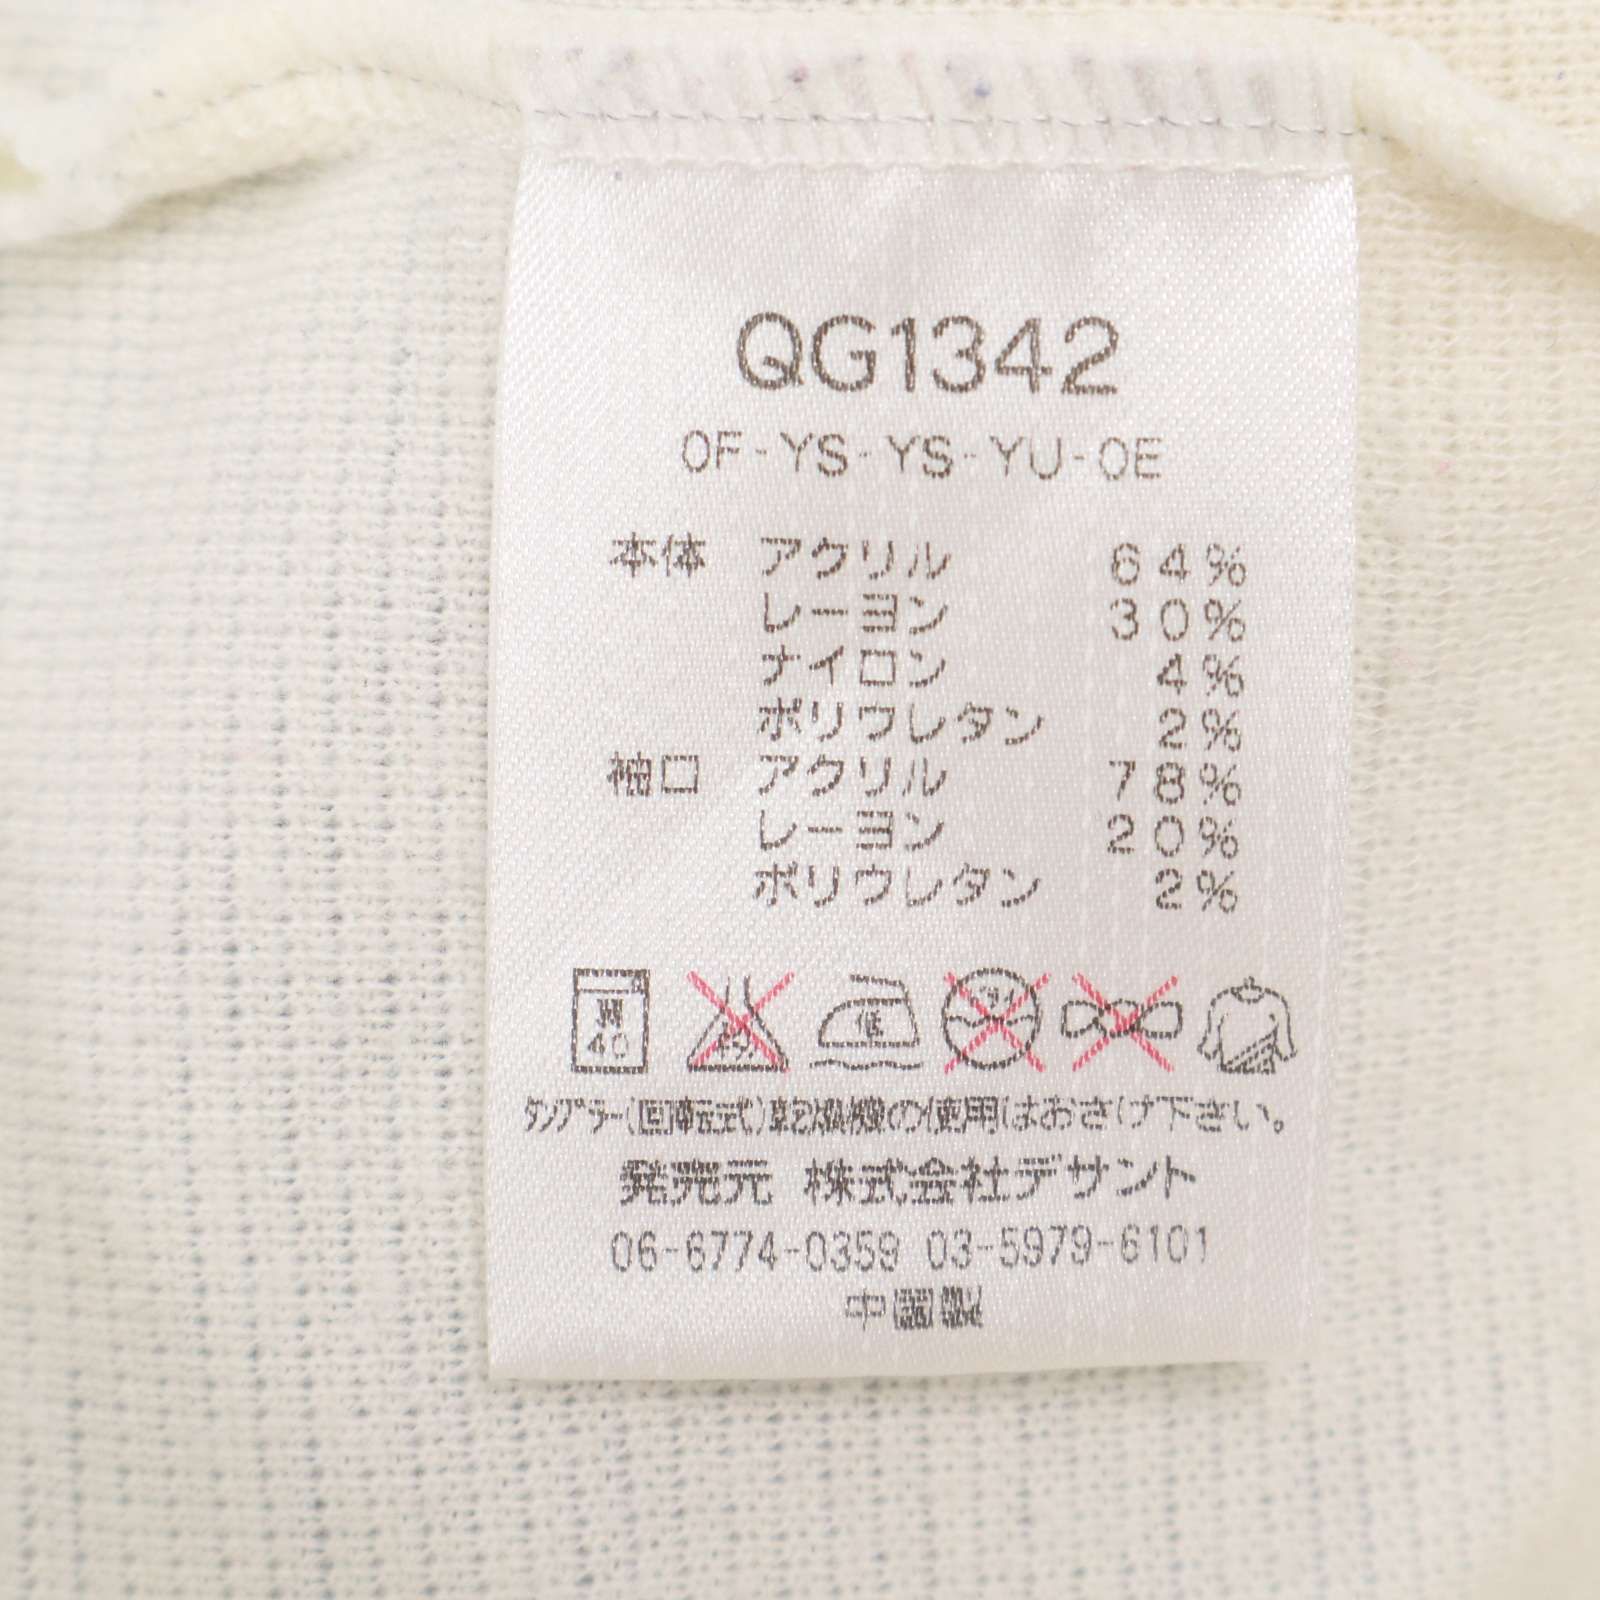 QG1342
OF-YS-YS-YU-OE
本体 アクリル 64%
レーヨン 30%
ナイロン 4%
ポリウレタン 2%
袖口 アクリル 78%
レーヨン 20%
ポリウレタン 2%
40 低
タンブラー(回転式)乾燥機の使用はおさけ下さい。
発売元 株式会社デサント
06-6774-0359 03-5979-6101
中国製